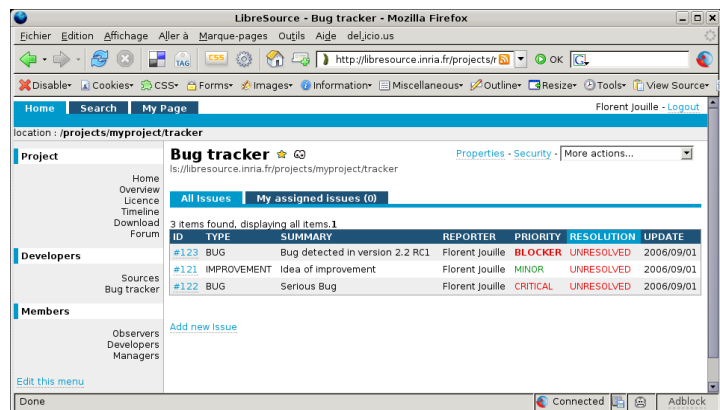 LibreSource - Bug tracker - Mozilla Firefox
Eichier Edition Affichage Aller à Marque-pages Outils Aide del.icio.us
TAG CSS http://libresource.inria.fr/projects/r OK G
Disable Cookies CSS Forms Images Information Miscellaneous Outline Resize Tools View Source
Home Search My Page Florent Jouille - Logout
location : /projects/myproject/tracker
Project
Home
Overview
Licence
Timeline
Download
Forum
Developers
Sources
Bug tracker
Members
Observers
Developers
Managers
Edit this menu
Bug tracker
Properties - Security - More actions...
ls://libresource.inria.fr/projects/myproject/tracker
All Issues My assigned issues (0)
3 items found, displaying all items.1
ID TYPE SUMMARY REPORTER PRIORITY RESOLUTION UPDATE
#123 BUG Bug detected in version 2.2 RC1 Florent Jouille BLOCKER UNRESOLVED 2006/09/01
#121 IMPROVEMENT Idea of improvement Florent Jouille MINOR UNRESOLVED 2006/09/01
#122 BUG Serious Bug Florent Jouille CRITICAL UNRESOLVED 2006/09/01
Add new Issue
Done Connected Adblock